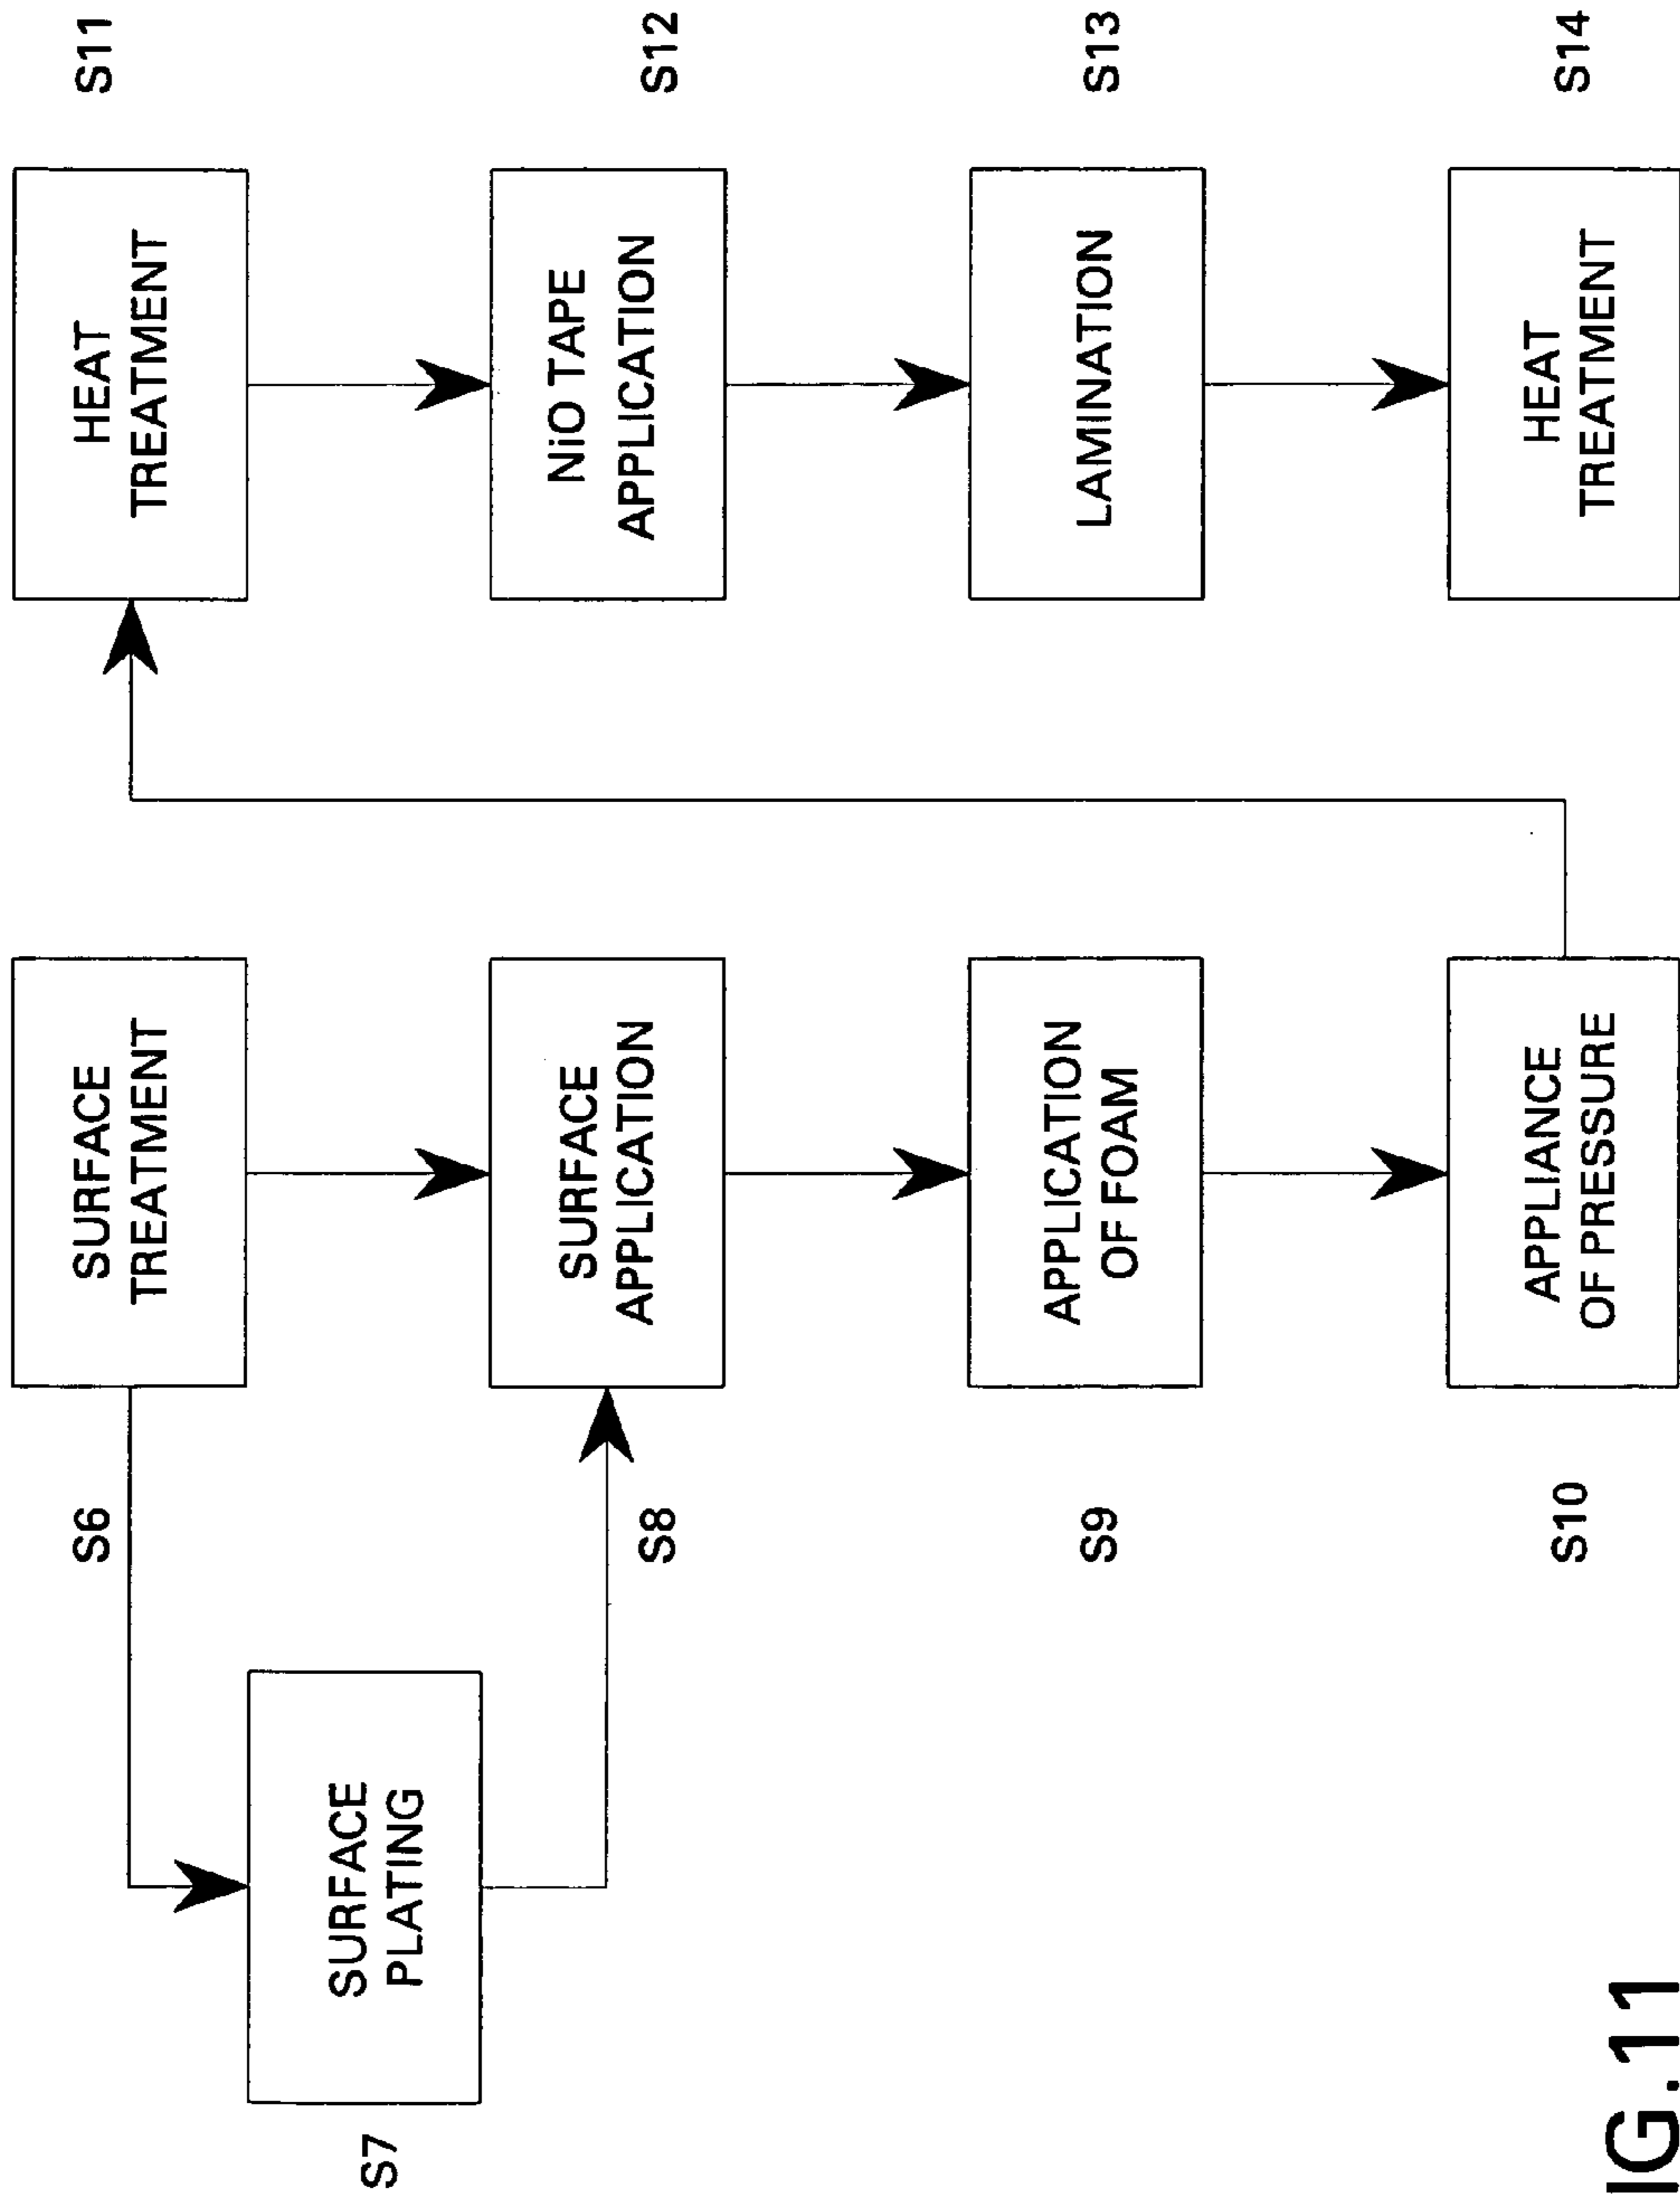 S6
SURFACE
TREATMENT
S7
SURFACE
PLATING
S8
SURFACE
APPLICATION
S9
APPLICATION
OF FOAM
S10
APPLIANCE
OF PRESSURE
HEAT
TREATMENT
S11
NiO TAPE
APPLICATION
S12
LAMINATION
S13
HEAT
TREATMENT
S14
IG.11